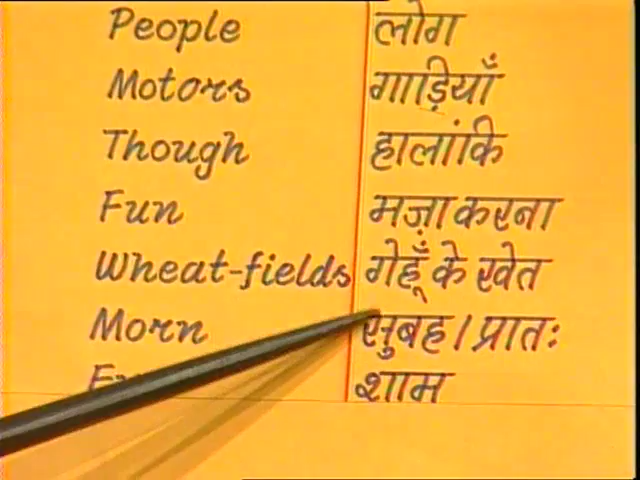 People लोग
Motors गाड़ियाँ
Though हालांकि
Fun मज़ा करना
Wheat-fields गेहूँ के खेत
Morn सुबह / प्रातः
शाम